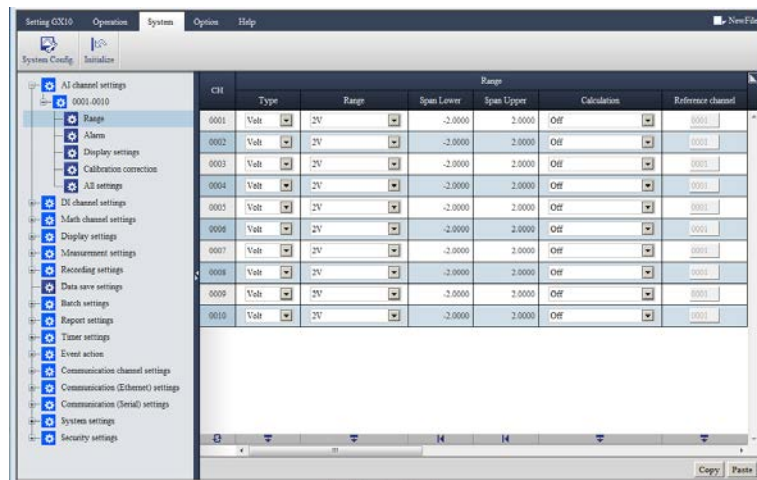 Setting GX10 Operation System Option Help NewFile
System Config. Initialize
AI channel settings
0001-0010
Range
Alarm
Display settings
Calibration correction
All settings
DI channel settings
Math channel settings
Display settings
Measurement settings
Recording settings
Data save settings
Batch settings
Report settings
Timer settings
Event action
Communication channel settings
Communication (Ethernet) settings
Communication (Serial) settings
System settings
Security settings
CH Range
Type Range Span Lower Span Upper Calculation Reference channel
0001 Volt 2V -2.0000 2.0000 Off 0001
0002 Volt 2V -2.0000 2.0000 Off 0001
0003 Volt 2V -2.0000 2.0000 Off 0001
0004 Volt 2V -2.0000 2.0000 Off 0001
0005 Volt 2V -2.0000 2.0000 Off 0001
0006 Volt 2V -2.0000 2.0000 Off 0001
0007 Volt 2V -2.0000 2.0000 Off 0001
0008 Volt 2V -2.0000 2.0000 Off 0001
0009 Volt 2V -2.0000 2.0000 Off 0001
0010 Volt 2V -2.0000 2.0000 Off 0001
Copy Paste